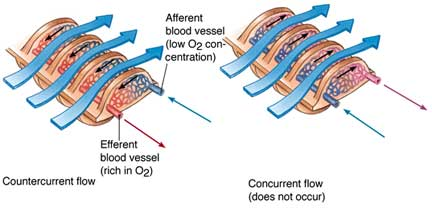 Afferent
blood vessel
(low O2 con-
centration)
Efferent
blood vessel
(rich in O2)
Countercurrent flow
Concurrent flow
(does not occur)